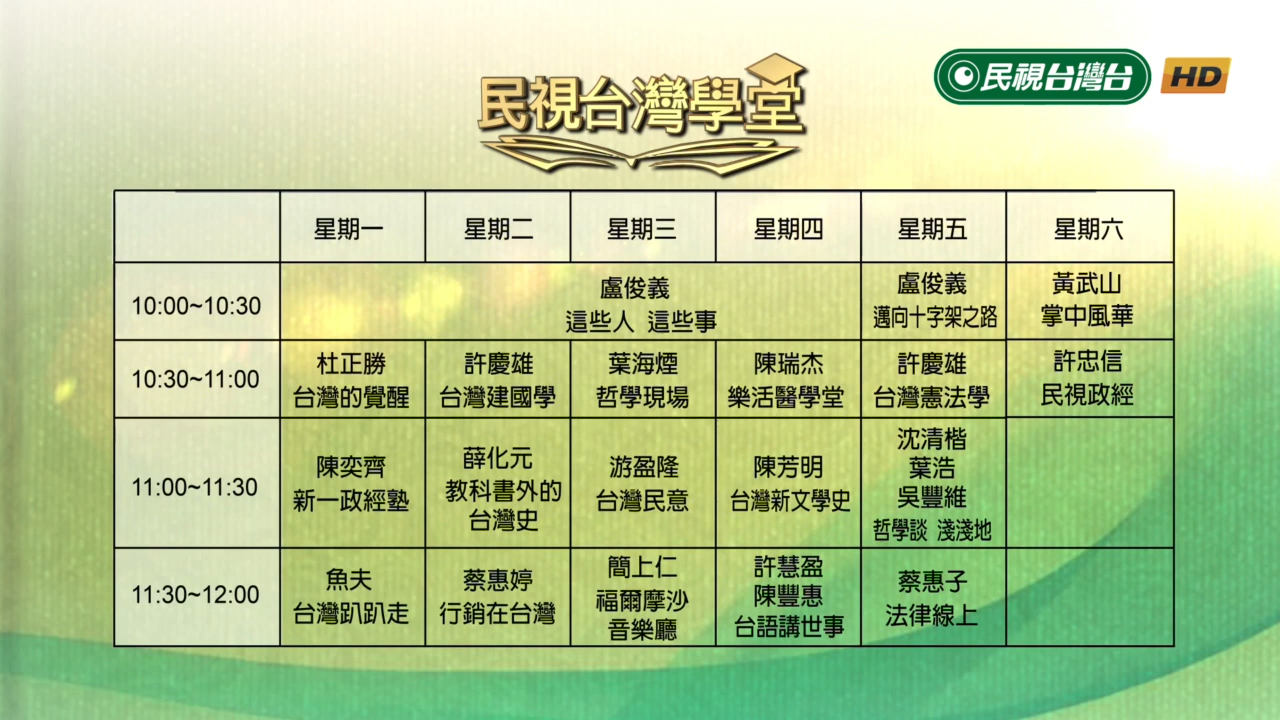 民視台灣學堂
民視台灣台 HD
星期一 星期二 星期三 星期四 星期五 星期六
10:00~10:30
盧俊義
這些人 這些事
盧俊義
邁向十字架之路
黃武山
掌中風華
10:30~11:00
杜正勝
台灣的覺醒
許慶雄
台灣建國學
葉海煙
哲學現場
陳瑞杰
樂活醫學堂
許慶雄
台灣憲法學
許忠信
民視政經
11:00~11:30
陳奕齊
新一政經塾
薛化元
教科書外的
台灣史
游盈隆
台灣民意
陳芳明
台灣新文學史
沈清楷
葉浩
吳豐維
哲學談 淺淺地
11:30~12:00
魚夫
台灣趴趴走
蔡惠婷
行銷在台灣
簡上仁
福爾摩沙
音樂廳
許慧盈
陳豐惠
台語講世事
蔡惠子
法律線上